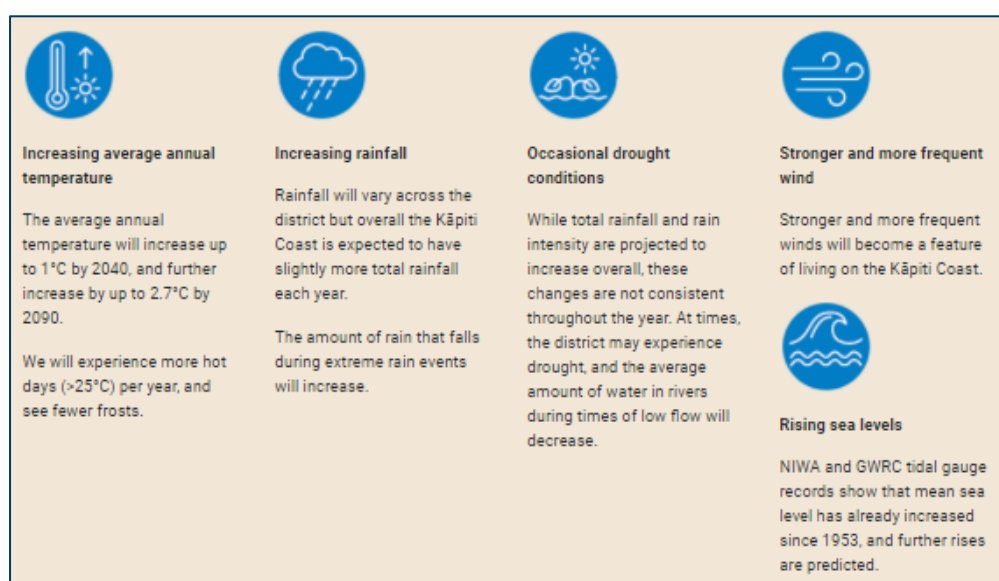 Increasing average annual
temperature
The average annual
temperature will increase up
to 1°C by 2040, and further
increase by up to 2.7°C by
2090.
We will experience more hot
days (>25°C) per year, and
see fewer frosts.
Increasing rainfall
Rainfall will vary across the
district but overall the Kāpiti
Coast is expected to have
slightly more total rainfall
each year.
The amount of rain that falls
during extreme rain events
will increase.
Occasional drought
conditions
While total rainfall and rain
intensity are projected to
increase overall, these
changes are not consistent
throughout the year. At times,
the district may experience
drought, and the average
amount of water in rivers
during times of low flow will
decrease.
Stronger and more frequent
wind
Stronger and more frequent
winds will become a feature
of living on the Kāpiti Coast.
Rising sea levels
NIWA and GWRC tidal gauge
records show that mean sea
level has already increased
since 1953, and further rises
are predicted.